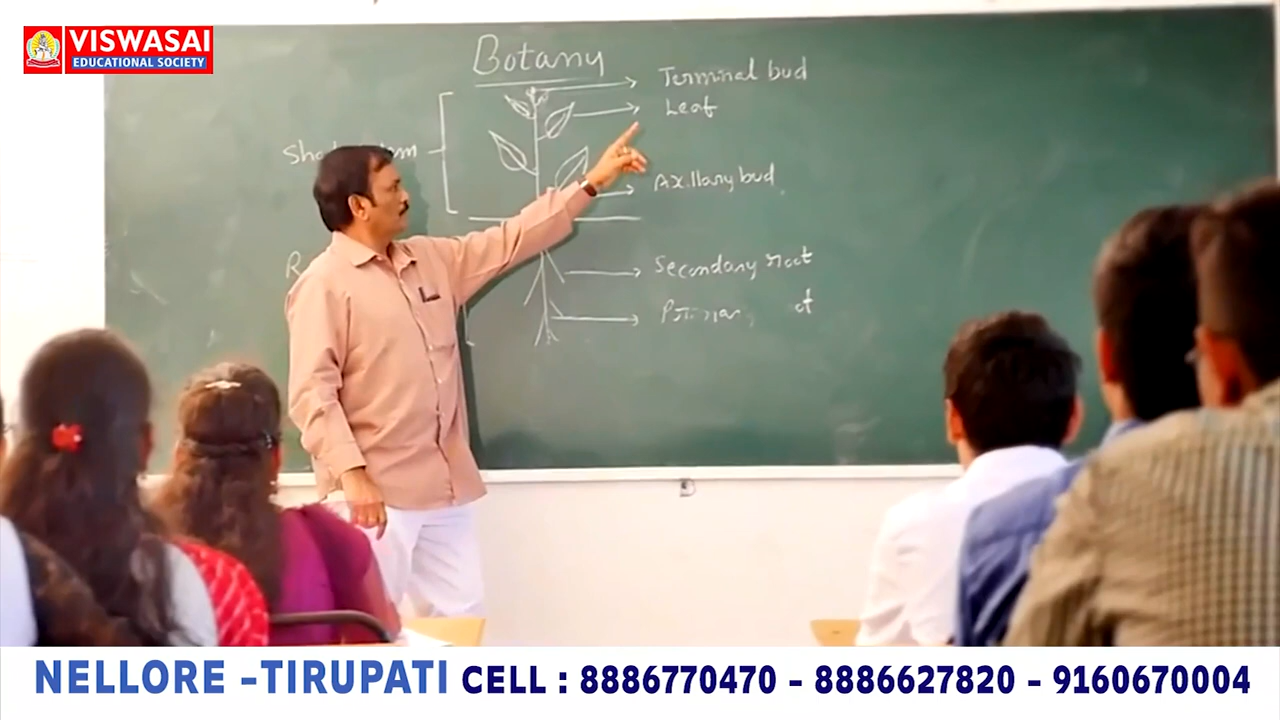 VISWASAI
EDUCATIONAL SOCIETY
Botany
Terminal bud
Leaf
Axillary bud
Secondary root
NELLORE -TIRUPATI CELL : 8886770470 - 8886627820 - 9160670004